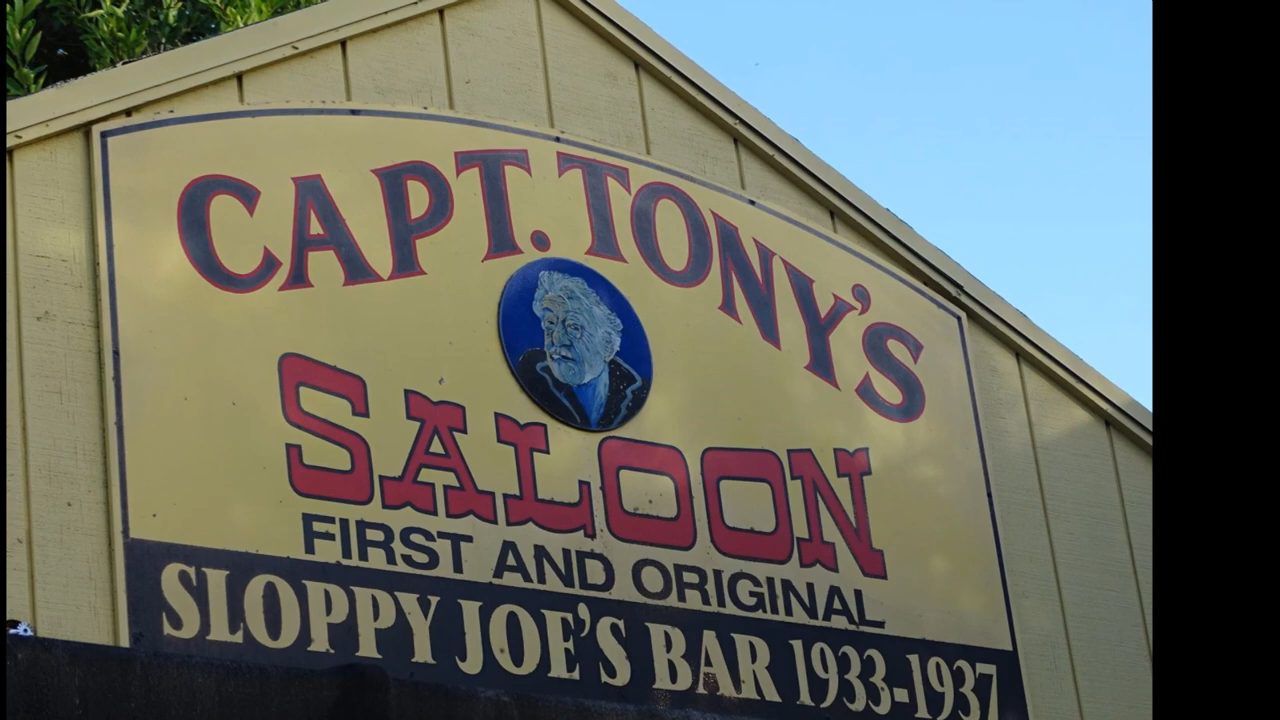 CAPT. TONY'S
SALOON
FIRST AND ORIGINAL
SLOPPY JOE'S BAR 1933-1937